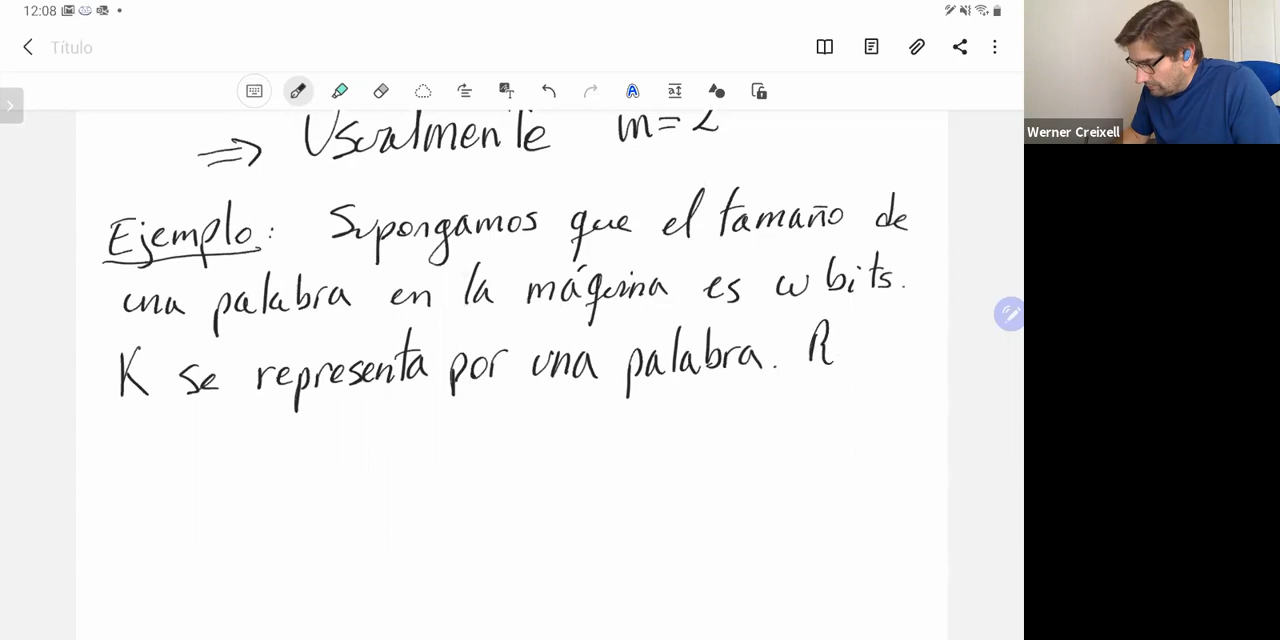 12:08
Título
Werner Creixell
⇒ Usualmente m=2
Ejemplo: Supongamos que el tamaño de
una palabra en la máquina es w bits.
K se representa por una palabra. R